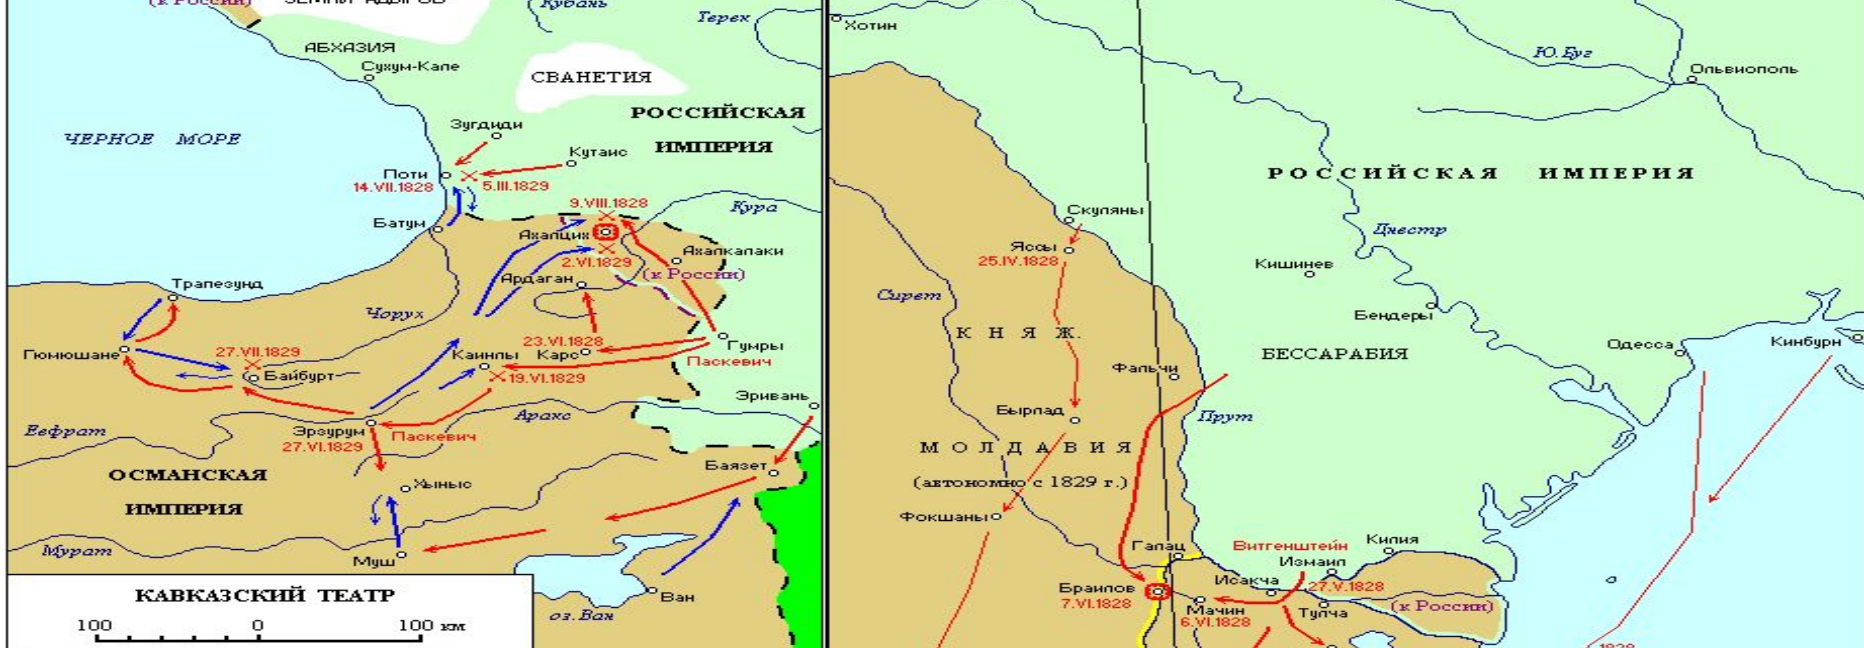 (к России)
ЗЕМЛИ АДЫГОВ
Кубань
Терек
АБХАЗИЯ
Сухум-Кале
СВАНЕТИЯ
ЧЕРНОЕ МОРЕ
Зугдиди
РОССИЙСКАЯ
ИМПЕРИЯ
Кутаис
Поти
14.VII.1828
5.III.1829
Батум
9.VIII.1828
Кура
Ахалцих
2.VI.1829
Ахалкалаки
(к России)
Ардаган
Трапезунд
Чорух
Гюмюшане
27.VII.1829
Байбурт
23.VI.1828
Каинлы
Карс
Гумры
Паскевич
19.VI.1829
Эривань
Аракс
Евфрат
Эрзурум
27.VI.1829
Паскевич
ОСМАНСКАЯ
ИМПЕРИЯ
Баязет
Хыныс
Мурат
Муш
Ван
оз.Ван
КАВКАЗСКИЙ ТЕАТР
100 0 100 км
Хотин
Ю.Буг
Ольвиополь
РОССИЙСКАЯ ИМПЕРИЯ
Скуляны
Яссы
25.IV.1828
Днестр
Кишинев
Сирет
Бендеры
КНЯЖ.
БЕССАРАБИЯ
Одесса
Кинбурн
Фальчи
Бырлад
Прут
МОЛДАВИЯ
(автономно с 1829 г.)
Фокшаны
Галац
Витгенштейн
Килия
Измаил
Исакча
27.V.1828
Браилов
7.VI.1828
Мачин
6.VI.1828
Тулча
(к России)
1828